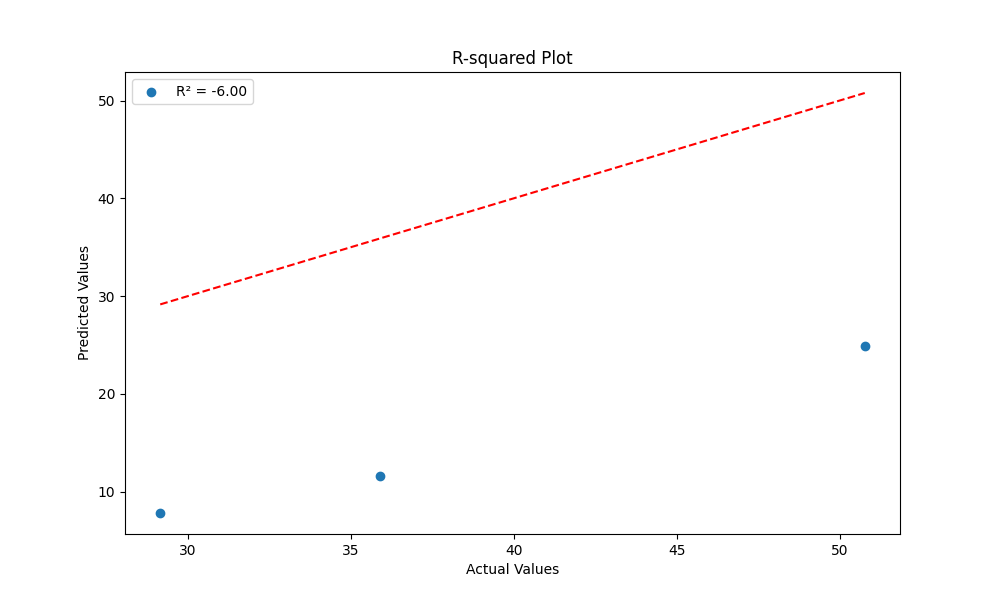 R-squared Plot
R² = -6.00
Predicted Values
50
40
30
20
10
30 35 40 45 50
Actual Values